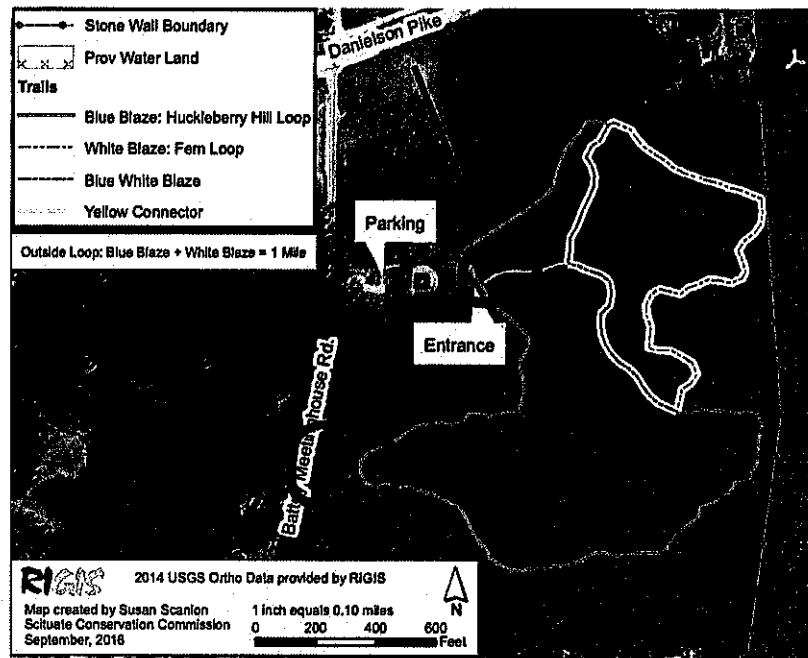 Stone Wall Boundary
Prov Water Land
Trails
Blue Blaze: Huckleberry Hill Loop
White Blaze: Fern Loop
Blue White Blaze
Yellow Connector
Outside Loop: Blue Blaze + White Blaze = 1 Mile
Danielson Pike
Parking
Entrance
house Rd.
RIGIS
2014 USGS Ortho Data provided by RIGIS
Map created by Susan Scanlon
Scituate Conservation Commission
September, 2016
1 inch equals 0.10 miles
0 200 400 600
Feet
N